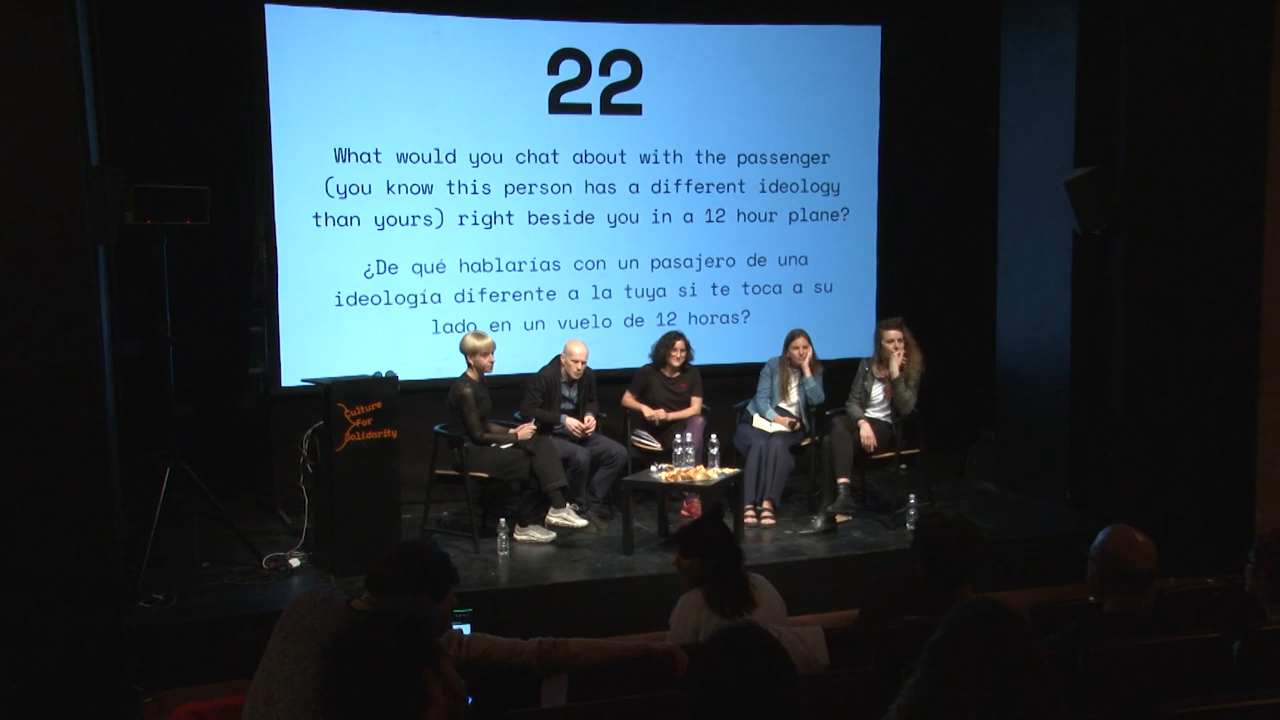 22
What would you chat about with the passenger
(you know this person has a different ideology
than yours) right beside you in a 12 hour plane?
¿De qué hablarías con un pasajero de una
ideología diferente a la tuya si te toca a su
lado en un vuelo de 12 horas?
Culture
For
Solidarity